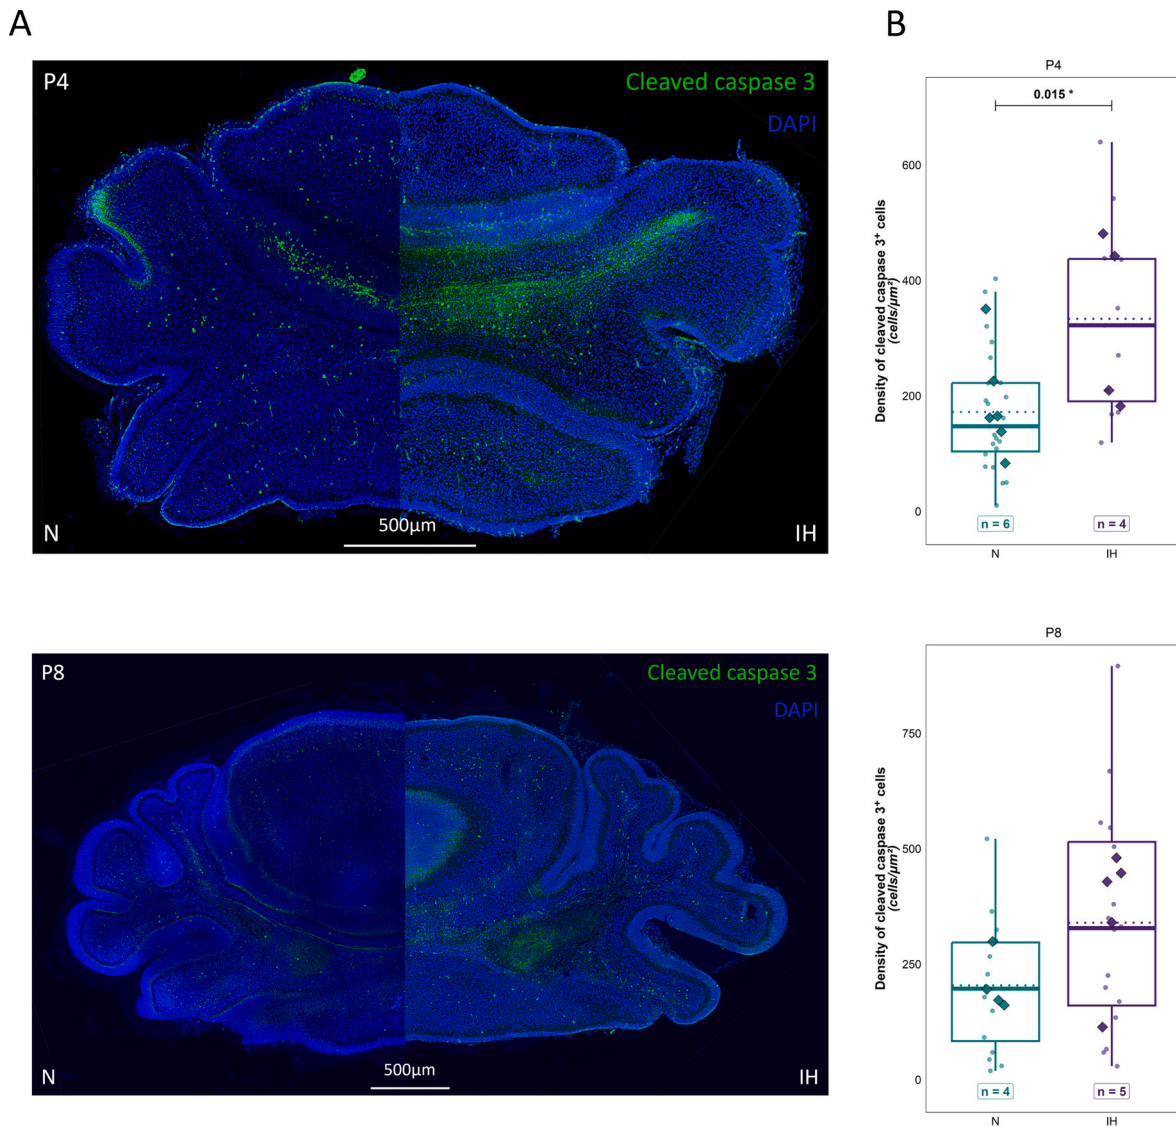 A
P4
Cleaved caspase 3
DAPI
N
500µm
IH
P8
Cleaved caspase 3
DAPI
N
500µm
IH
B
P4
Density of cleaved caspase 3⁺ cells
(cells/µm²)
0.015 *
600
400
200
0
n = 6
n = 4
N
IH
P8
Density of cleaved caspase 3⁺ cells
(cells/µm²)
750
500
250
0
n = 4
n = 5
N
IH